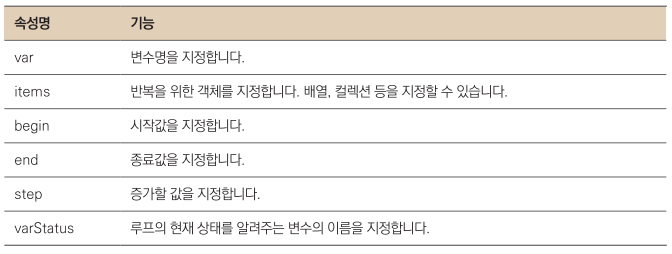 속성명 기능
var 변수명을 지정합니다.
items 반복을 위한 객체를 지정합니다. 배열, 컬렉션 등을 지정할 수 있습니다.
begin 시작값을 지정합니다.
end 종료값을 지정합니다.
step 증가할 값을 지정합니다.
varStatus 루프의 현재 상태를 알려주는 변수의 이름을 지정합니다.